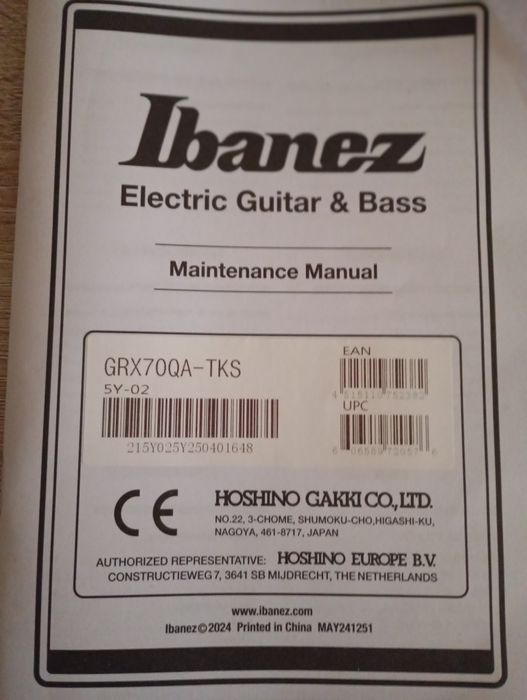 Ibanez
Electric Guitar & Bass
Maintenance Manual
GRX70QA-TKS
5Y-02
215Y025Y250401648
EAN
UPC
CE
HOSHINO GAKKI CO., LTD.
NO.22, 3-CHOME, SHUMOKU-CHO,HIGASHI-KU,
NAGOYA, 461-8717, JAPAN
AUTHORIZED REPRESENTATIVE: HOSHINO EUROPE B.V.
CONSTRUCTIEWEG 7, 3641 SB MIJDRECHT, THE NETHERLANDS
www.ibanez.com
Ibanez©2024 Printed in China MAY241251